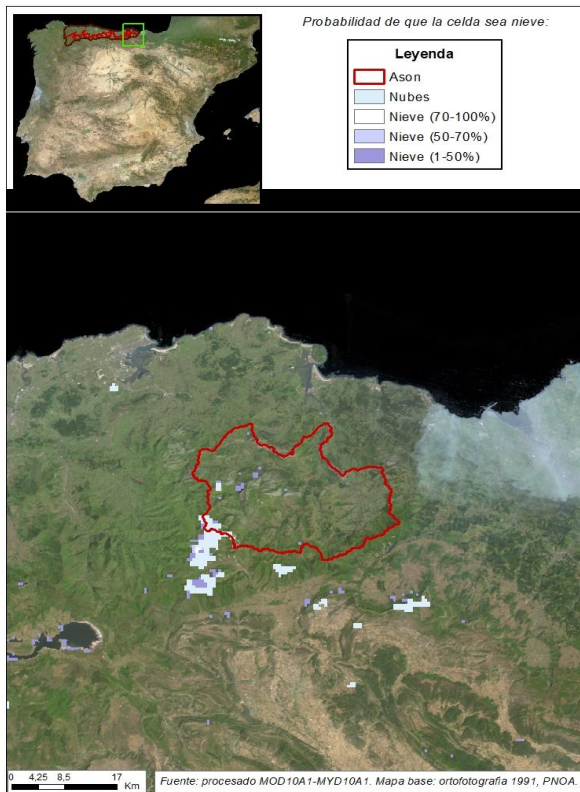 Probabilidad de que la celda sea nieve:
Leyenda
Ason
Nubes
Nieve (70-100%)
Nieve (50-70%)
Nieve (1-50%)
0 4,25 8,5 17
Km
Fuente: procesado MOD10A1-MYD10A1. Mapa base: ortofotografia 1991, PNOA.